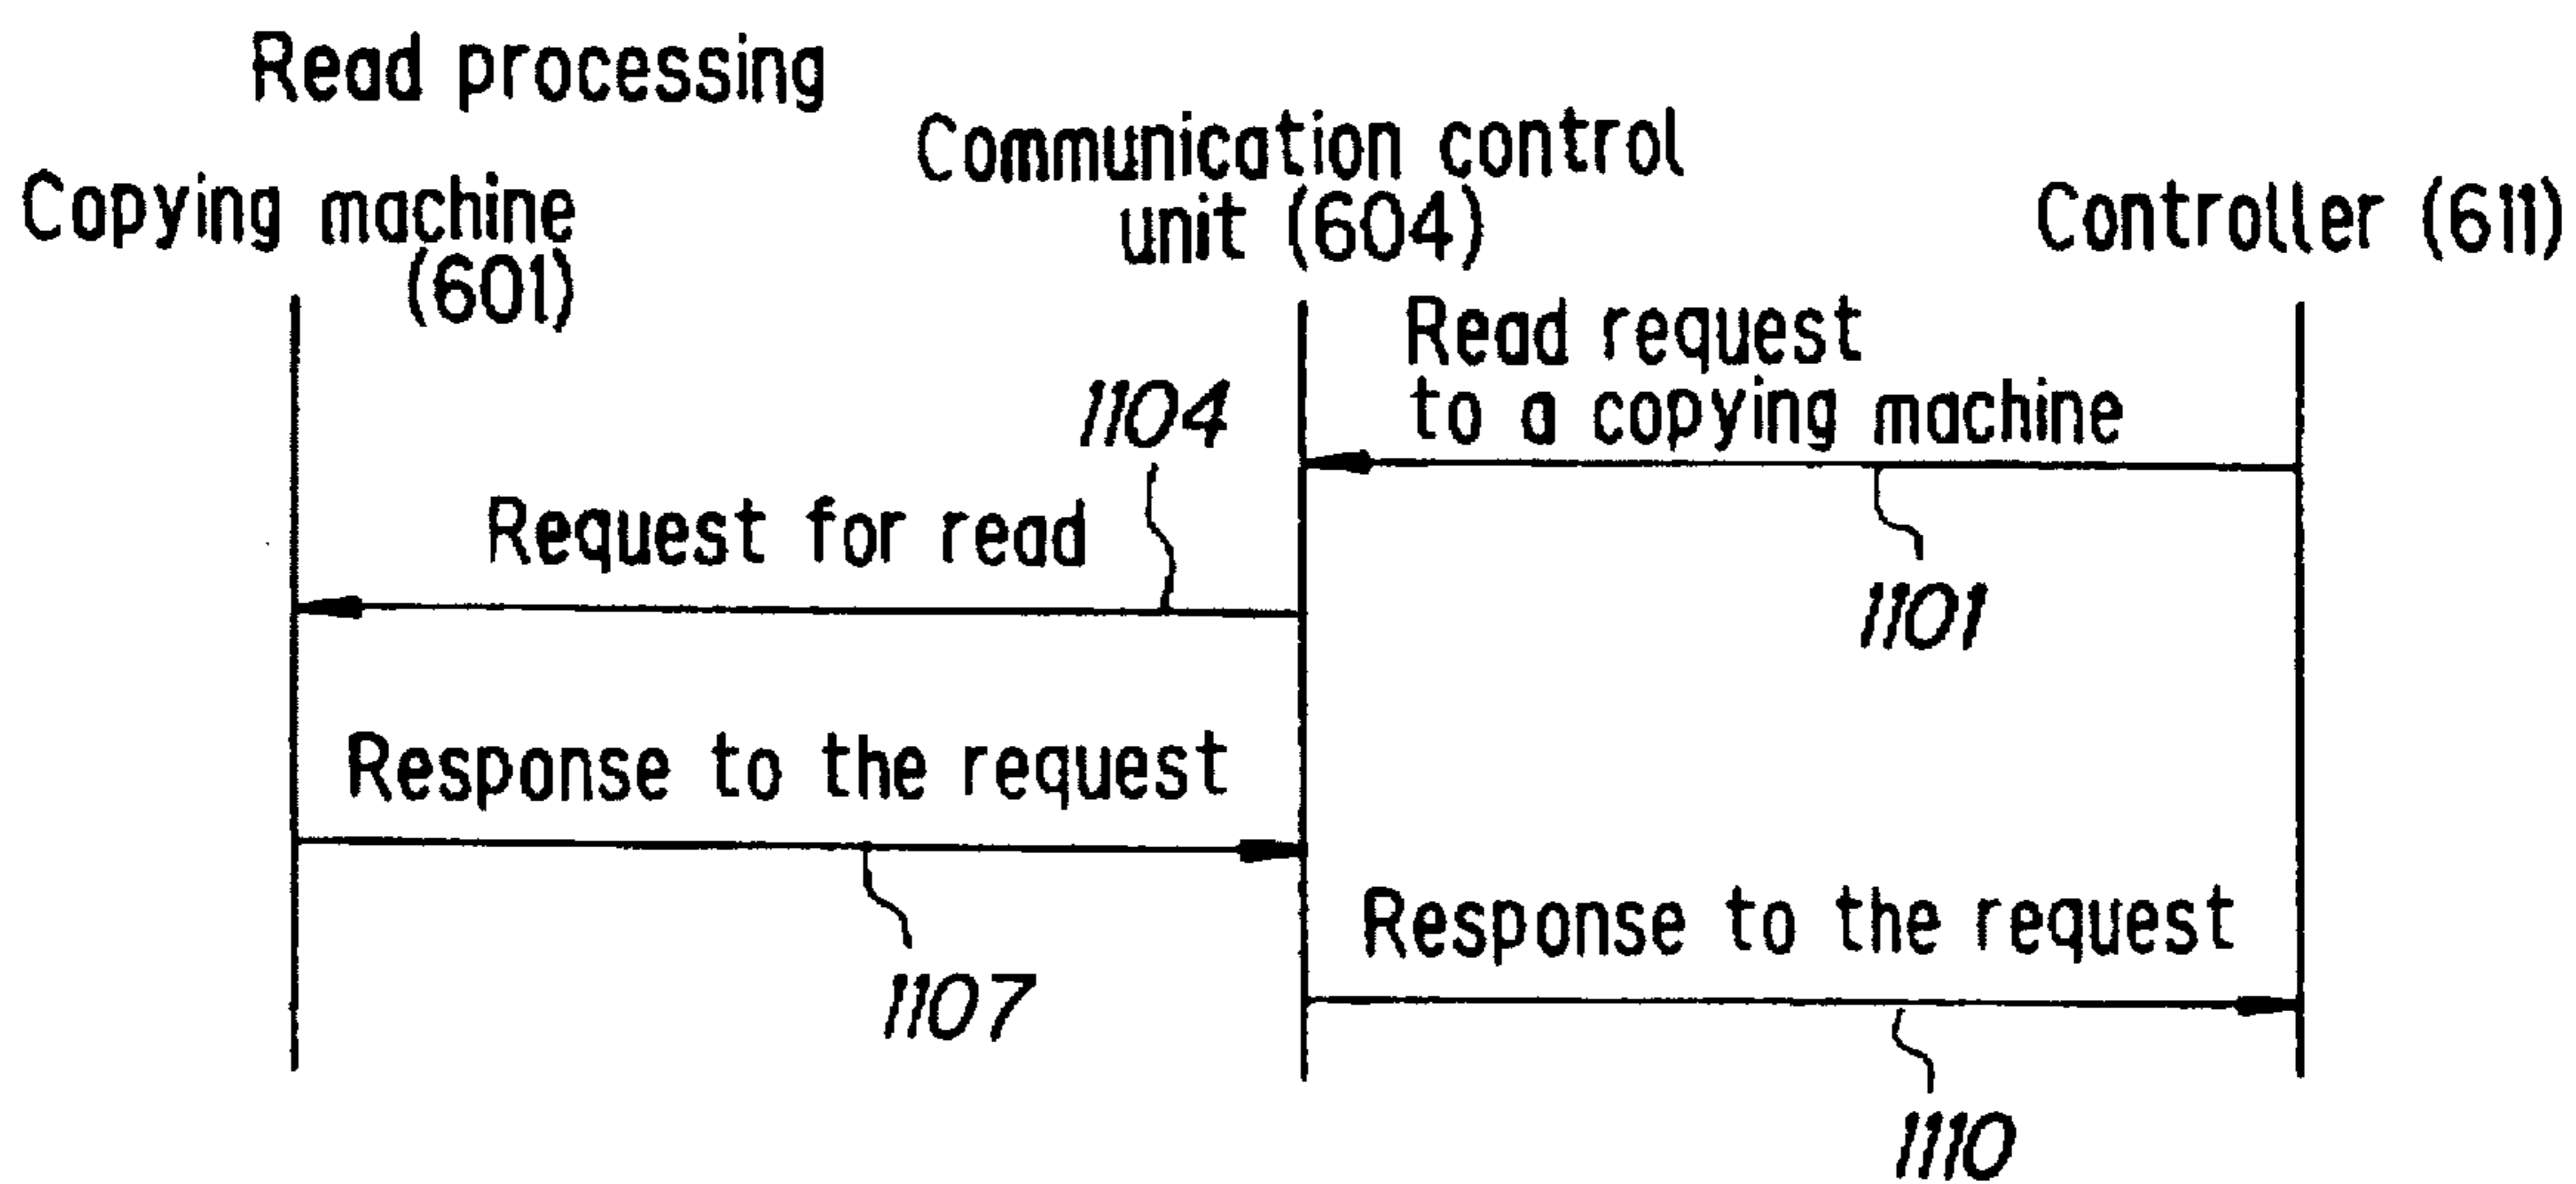 Read processing
Copying machine
(601)
Communication control
unit (604)
Controller (611)
Read request
to a copying machine
1101
1104
Request for read
Response to the request
1107
Response to the request
1110